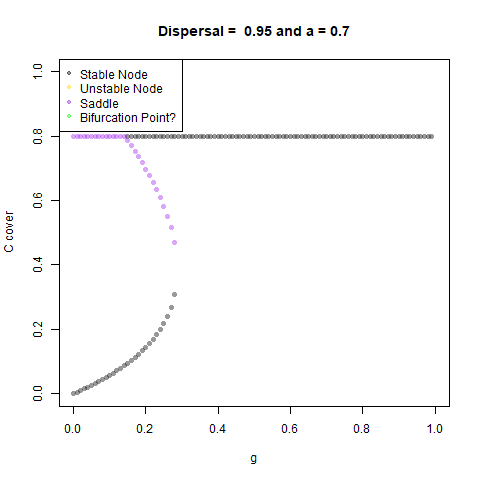 Dispersal =  0.95 and a = 0.7
Stable Node
Unstable Node
Saddle
Bifurcation Point?
C cover
1.0
0.8
0.6
0.4
0.2
0.0
0.0 0.2 0.4 0.6 0.8 1.0
g